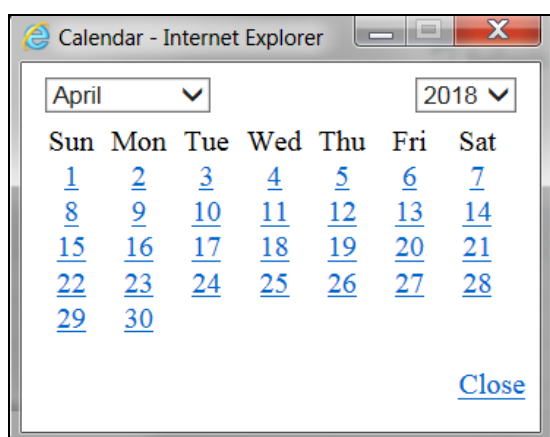 Calendar - Internet Explorer
April 2018
Sun Mon Tue Wed Thu Fri Sat
1 2 3 4 5 6 7
8 9 10 11 12 13 14
15 16 17 18 19 20 21
22 23 24 25 26 27 28
29 30
Close